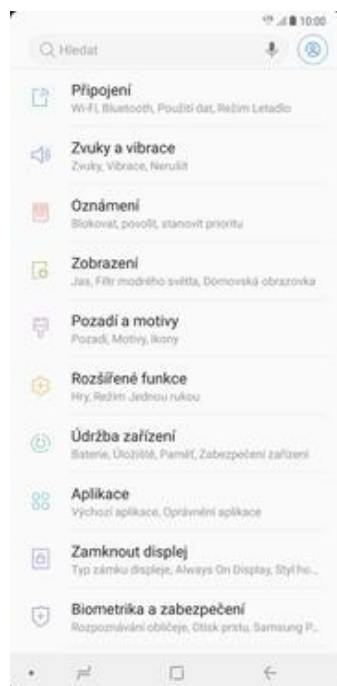 10:00
Hledat
Připojení
Wi-Fi, Bluetooth, Použití dat, Režim Letadlo
Zvuky a vibrace
Zvuky, Vibrace, Nerušit
Oznámení
Blokovat, povolit, stanovit prioritu
Zobrazení
Jas, Filtr modrého světla, Domovská obrazovka
Pozadí a motivy
Pozadí, Motivy, Ikony
Rozšířené funkce
Hry, Režim Jednou rukou
Údržba zařízení
Baterie, Úložiště, Paměť, Zabezpečení zařízení
Aplikace
Výchozí aplikace, Oprávnění aplikace
Zamknout displej
Typ zámku displeje, Always On Display, Styl ho...
Biometrika a zabezpečení
Rozpoznávání obličeje, Otisk prstu, Samsung P...